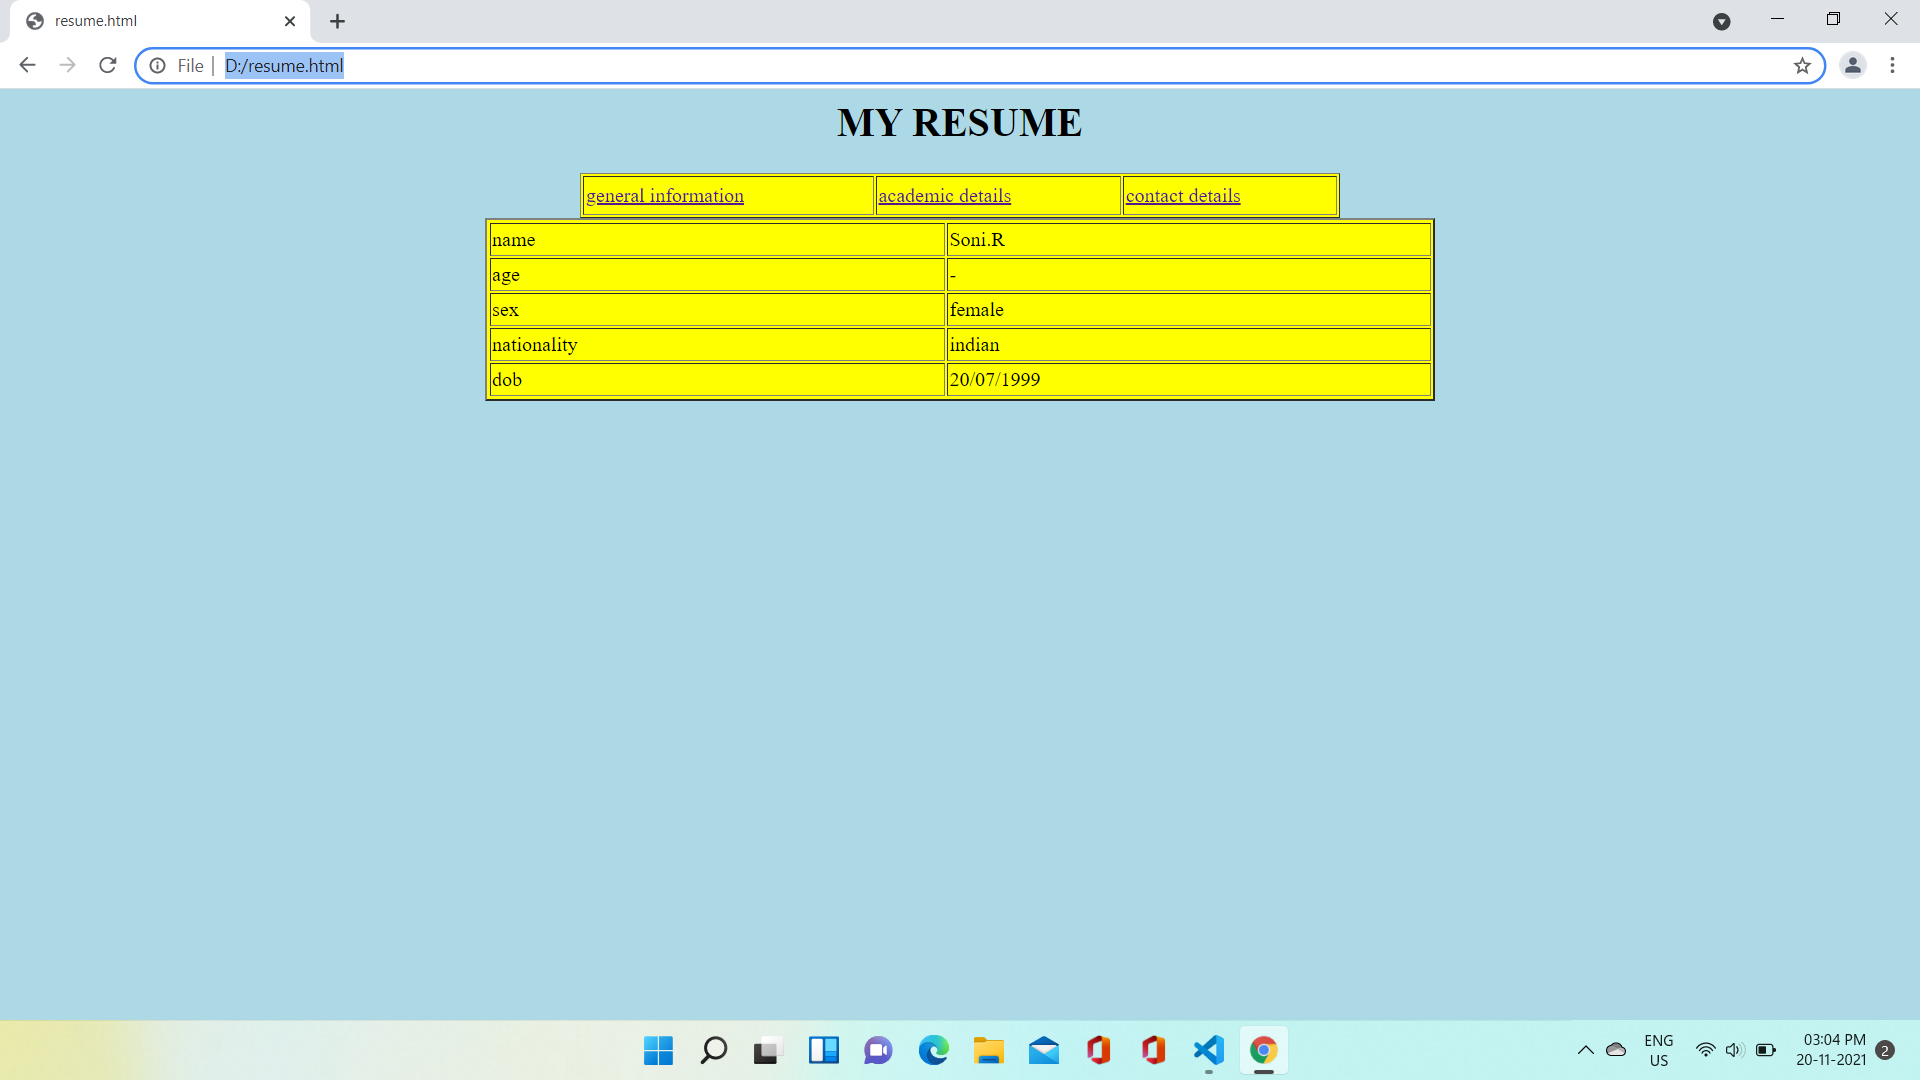 resume.html
File
D:/resume.html
MY RESUME
general information academic details contact details
name Soni.R
age -
sex female
nationality indian
dob 20/07/1999
ENG
US
03:04 PM
20-11-2021
2